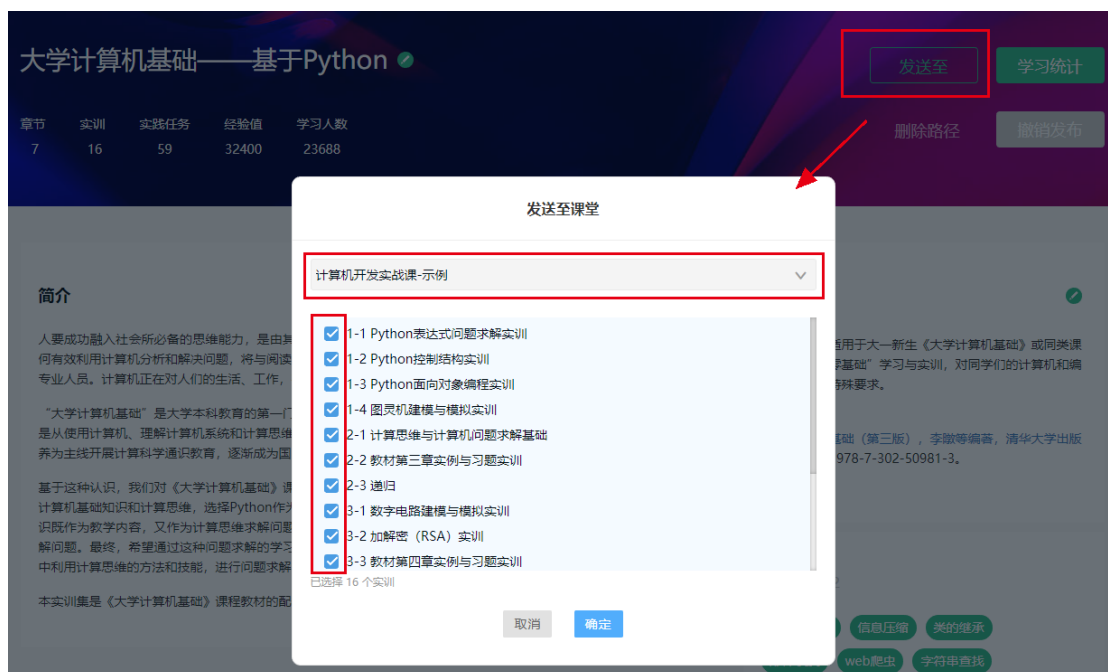 大学计算机基础——基于Python
发送至
学习统计
章节 实训 实践任务 经验值 学习人数
7 16 59 32400 23688
删除路径
撤销发布
发送至课堂
计算机开发实战课-示例
1-1 Python表达式问题求解实训
1-2 Python控制结构实训
1-3 Python面向对象编程实训
1-4 图灵机建模与模拟实训
2-1 计算思维与计算机问题求解基础
2-2 教材第三章实例与习题实训
2-3 递归
3-1 数字电路建模与模拟实训
3-2 加解密（RSA）实训
3-3 教材第四章实例与习题实训
已选择 16 个实训
取消
确定
简介
人要成功融入社会所必备的思维能力，是由其
何有效利用计算机分析和解决问题，将与阅读
专业人员。计算机正在对人们的生活、工作，
“大学计算机基础”是大学本科教育的第一门
是从使用计算机、理解计算机系统和计算思维
养为主线开展计算科学通识教育，逐渐成为国
基于这种认识，我们对《大学计算机基础》课
计算机基础知识和计算思维，选择Python作为
识既作为教学内容，又作为计算思维求解问题
解问题。最终，希望通过这种问题求解的学习
中利用计算思维的方法和技能，进行问题求解
本实训集是《大学计算机基础》课程教材的配
适用于大一新生《大学计算机基础》或同类课
基础”学习与实训，对同学们的计算机和编
特殊要求。
基础（第三版），李暾等编著，清华大学出版
978-7-302-50981-3。
信息压缩
类的继承
web爬虫
字符串查找